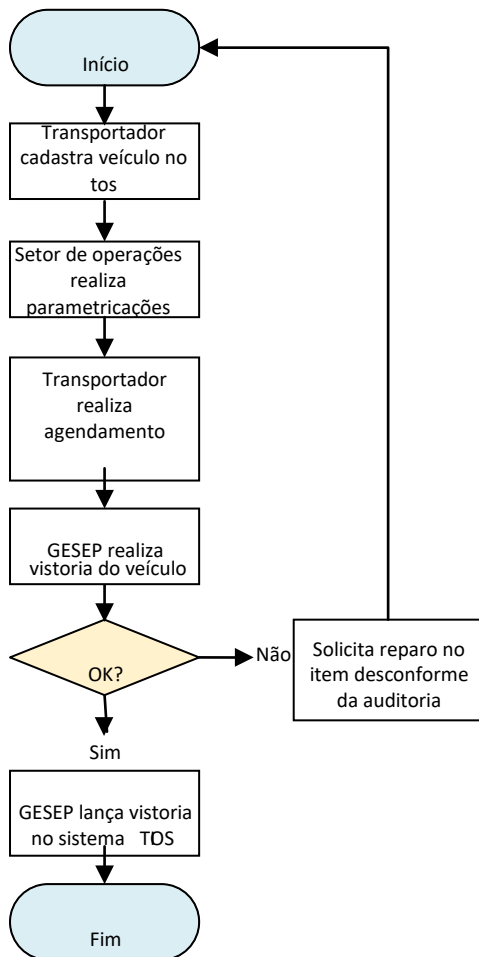 Início
Transportador
cadastra veículo no
tos
Setor de operações
realiza
parametricações
Transportador
realiza
agendamento
GESEP realiza
vistoria do veículo
OK?
Não
Solicita reparo no
item desconforme
da auditoria
Sim
GESEP lança vistoria
no sistema TOS
Fim